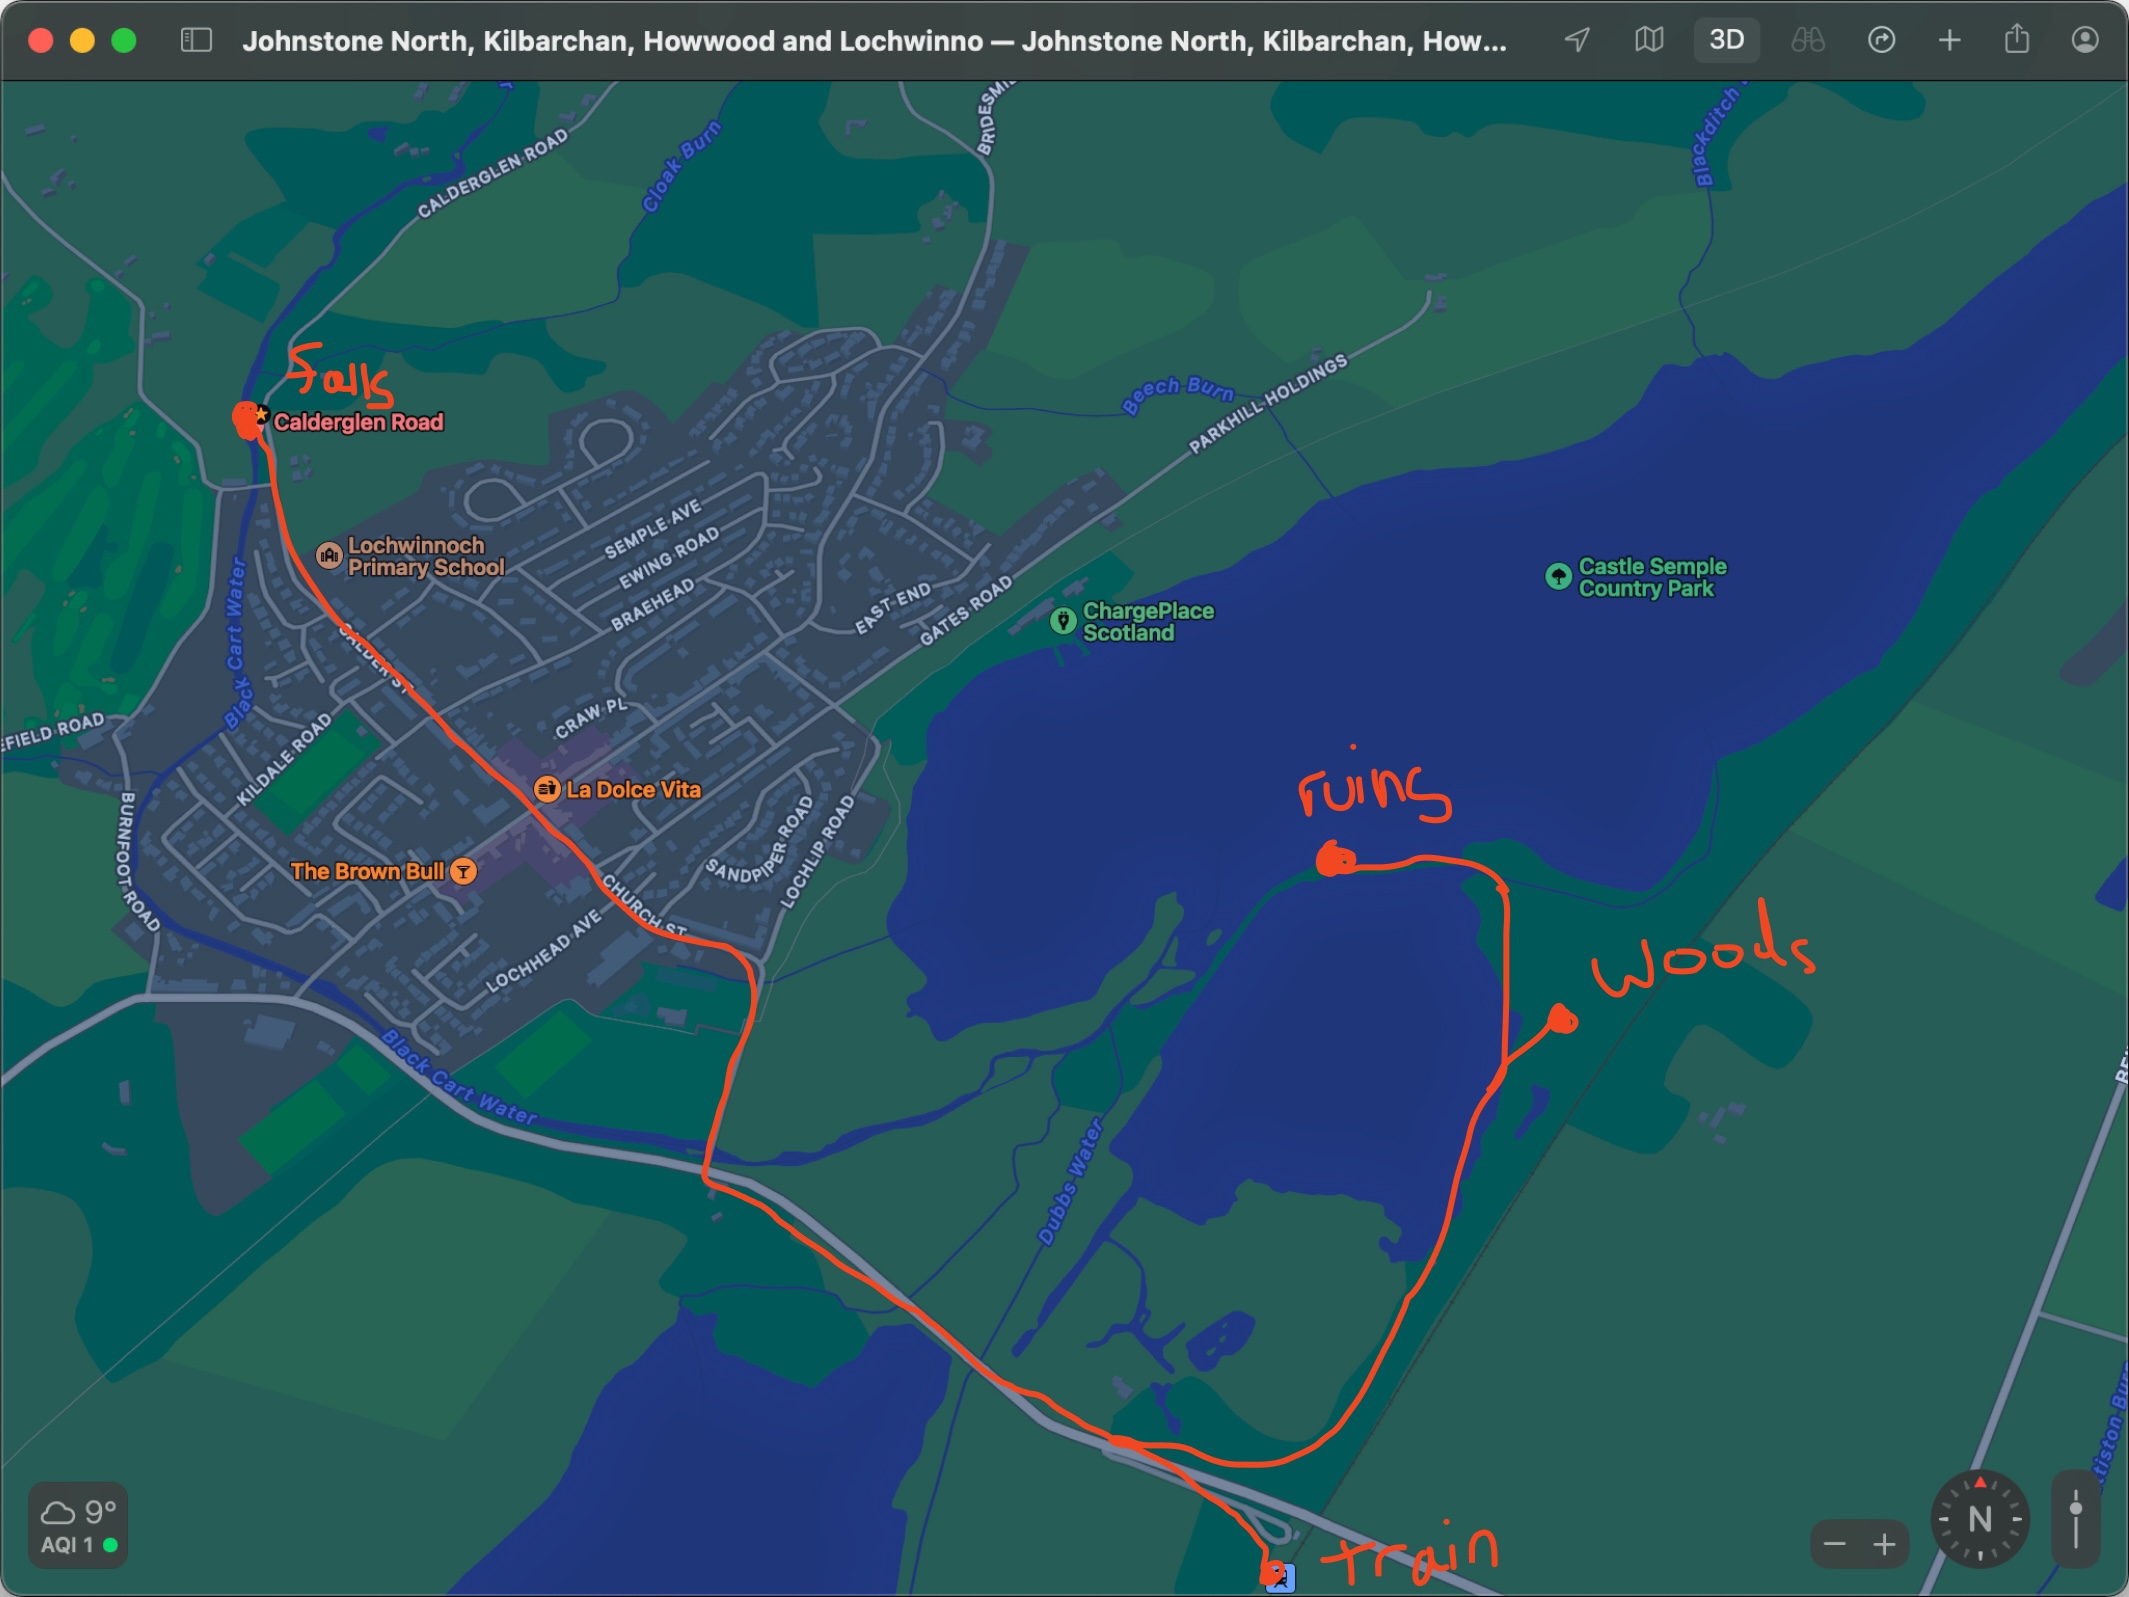 Johnstone North, Kilbarchan, Howwood and Lochwinno — Johnstone North, Kilbarchan, How...
3D
BRIDESMI
Blackditch
CALDERGLEN ROAD
Cloak Burn
falls
Calderglen Road
Beech Burn
PARKHILL HOLDINGS
Lochwinnoch
Primary School
SEMPLE AVE
EWING ROAD
BRAEHEAD
EAST END
GATES ROAD
ChargePlace
Scotland
Castle Semple
Country Park
Black Cart Water
CALDER ST
CRAW PL
EFIELD ROAD
KILDALE ROAD
La Dolce Vita
ruins
BURNFOOT ROAD
The Brown Bull
SANDPIPER ROAD
LOCHLIP ROAD
CHURCH ST
LOCHHEAD AVE
woods
Black Cart Water
Dubbs Water
tiston Bur
9°
AQI 1
train
N